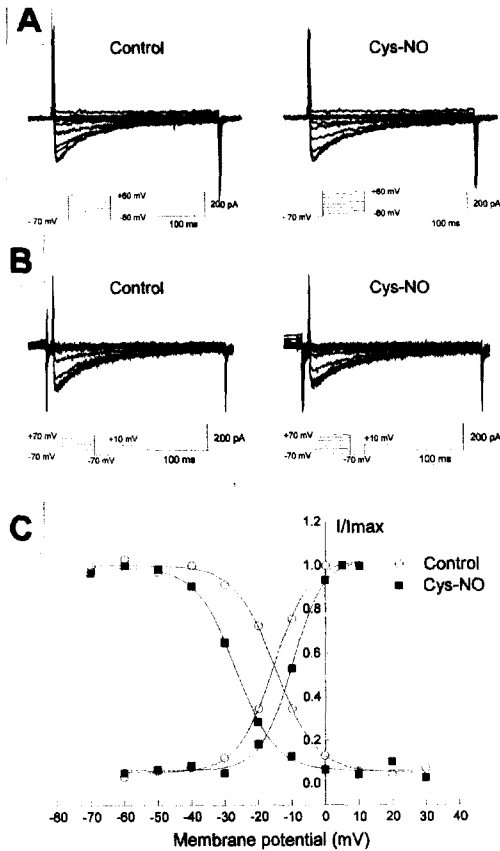 A
Control
Cys-NO
+60 mV
-80 mV
- 70 mV
200 pA
100 ms
+60 mV
-80 mV
- 70 mV
200 pA
100 ms
B
Control
Cys-NO
+70 mV
-70 mV
+10 mV
-70 mV
200 pA
100 ms
+70 mV
-70 mV
+10 mV
-70 mV
200 pA
100 ms
C
I/Imax
Control
Cys-NO
1.2
1.0
0.8
0.6
0.4
0.2
0.0
-80 -70 -60 -50 -40 -30 -20 -10 0 10 20 30 40
Membrane potential (mV)